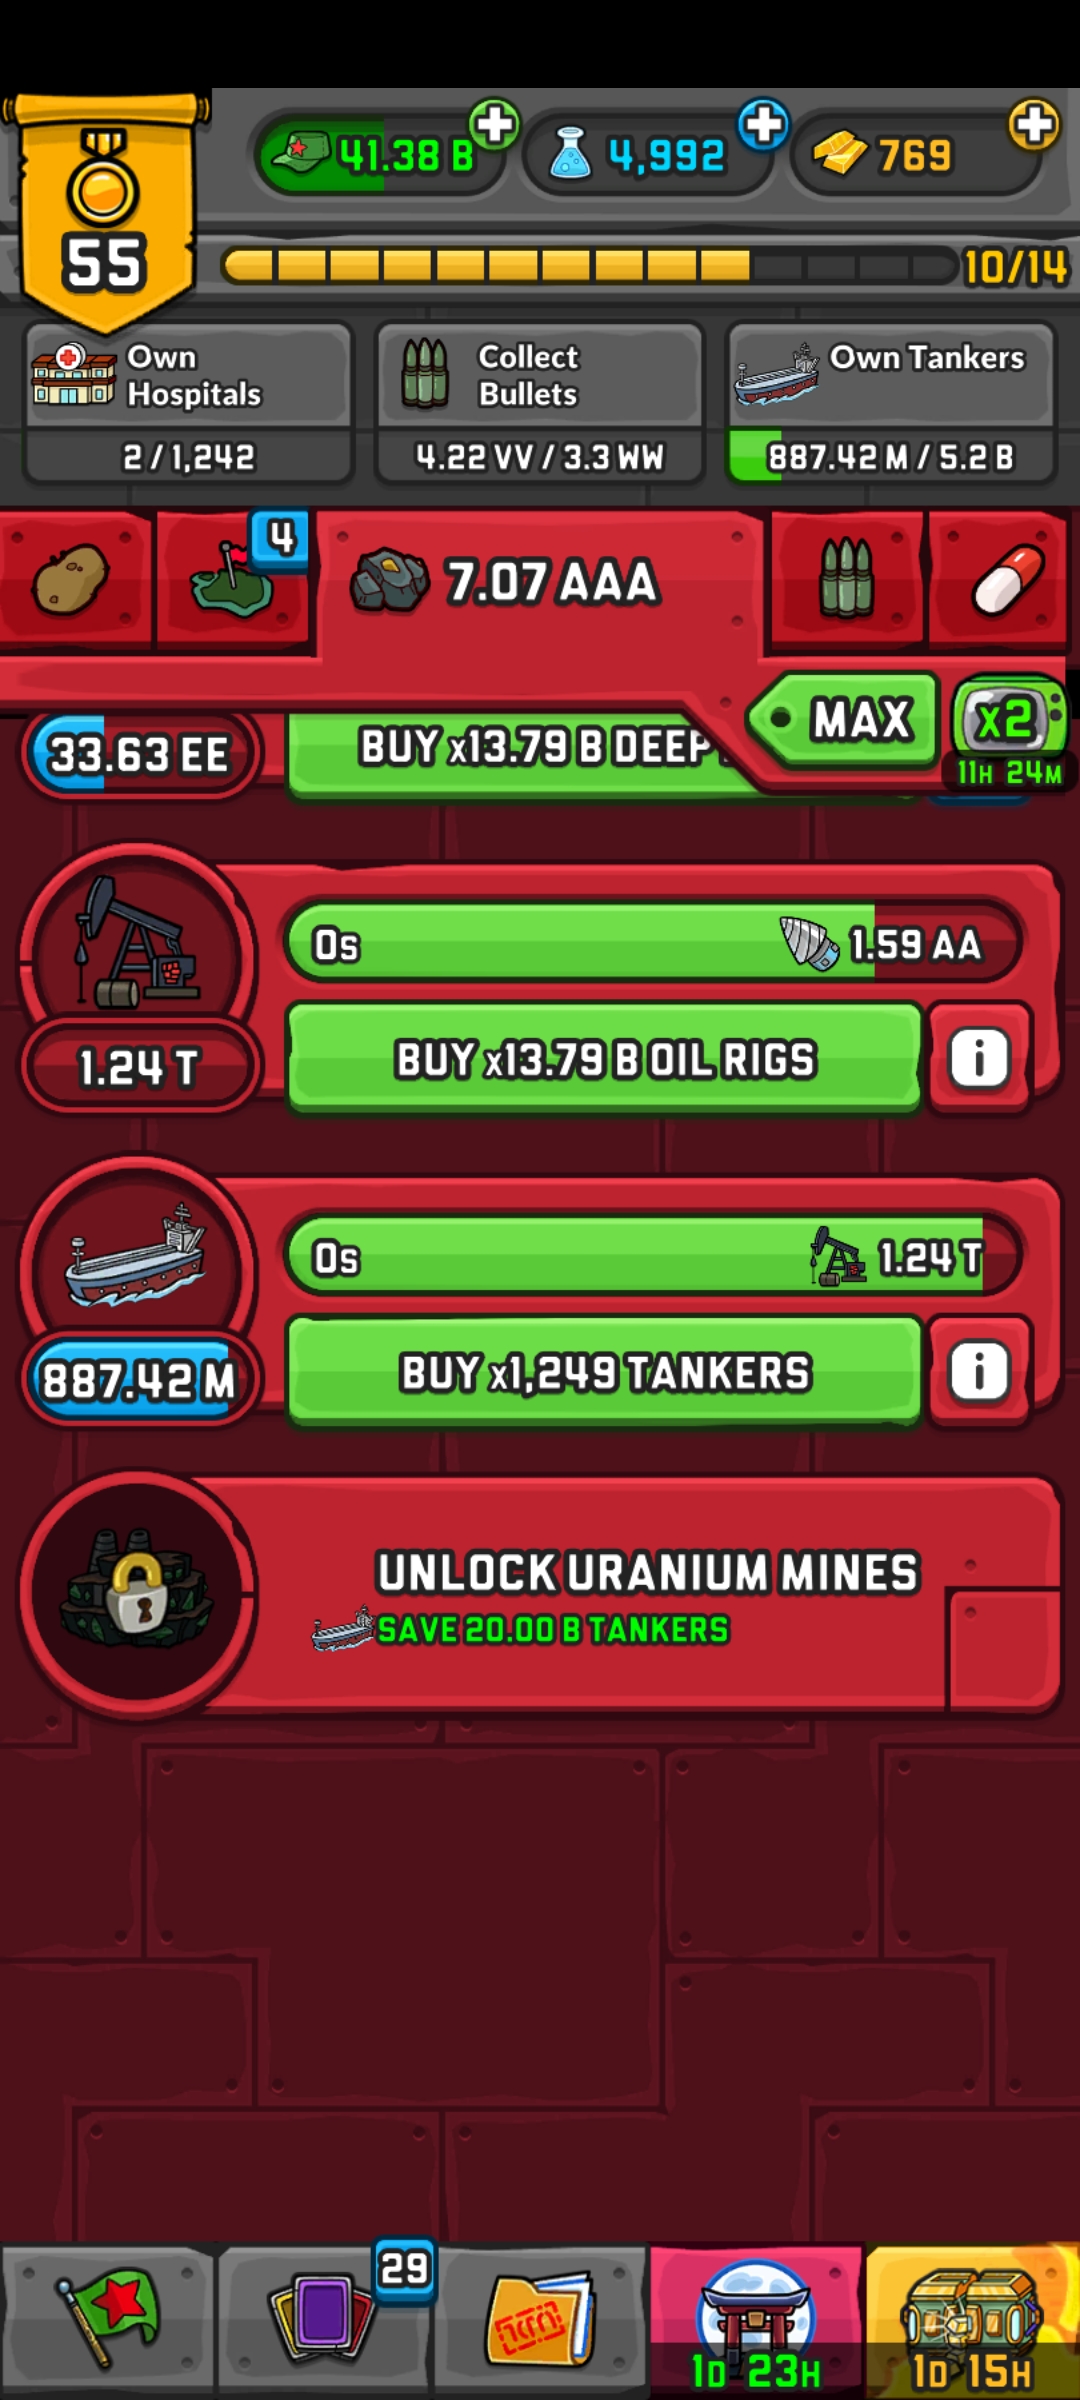 41.38 B
4,992
769
55
10/14
Own
Hospitals
2 / 1,242
Collect
Bullets
4.22 VV / 3.3 WW
Own Tankers
887.42 M / 5.2 B
4
7.07 AAA
MAX
x2
11H 24M
33.63 EE
BUY x13.79 B DEEP
0s
1.59 AA
1.24 T
BUY x13.79 B OIL RIGS
i
0s
1.24 T
887.42 M
BUY x1,249 TANKERS
i
UNLOCK URANIUM MINES
SAVE 20.00 B TANKERS
29
1D 23H
1D 15H